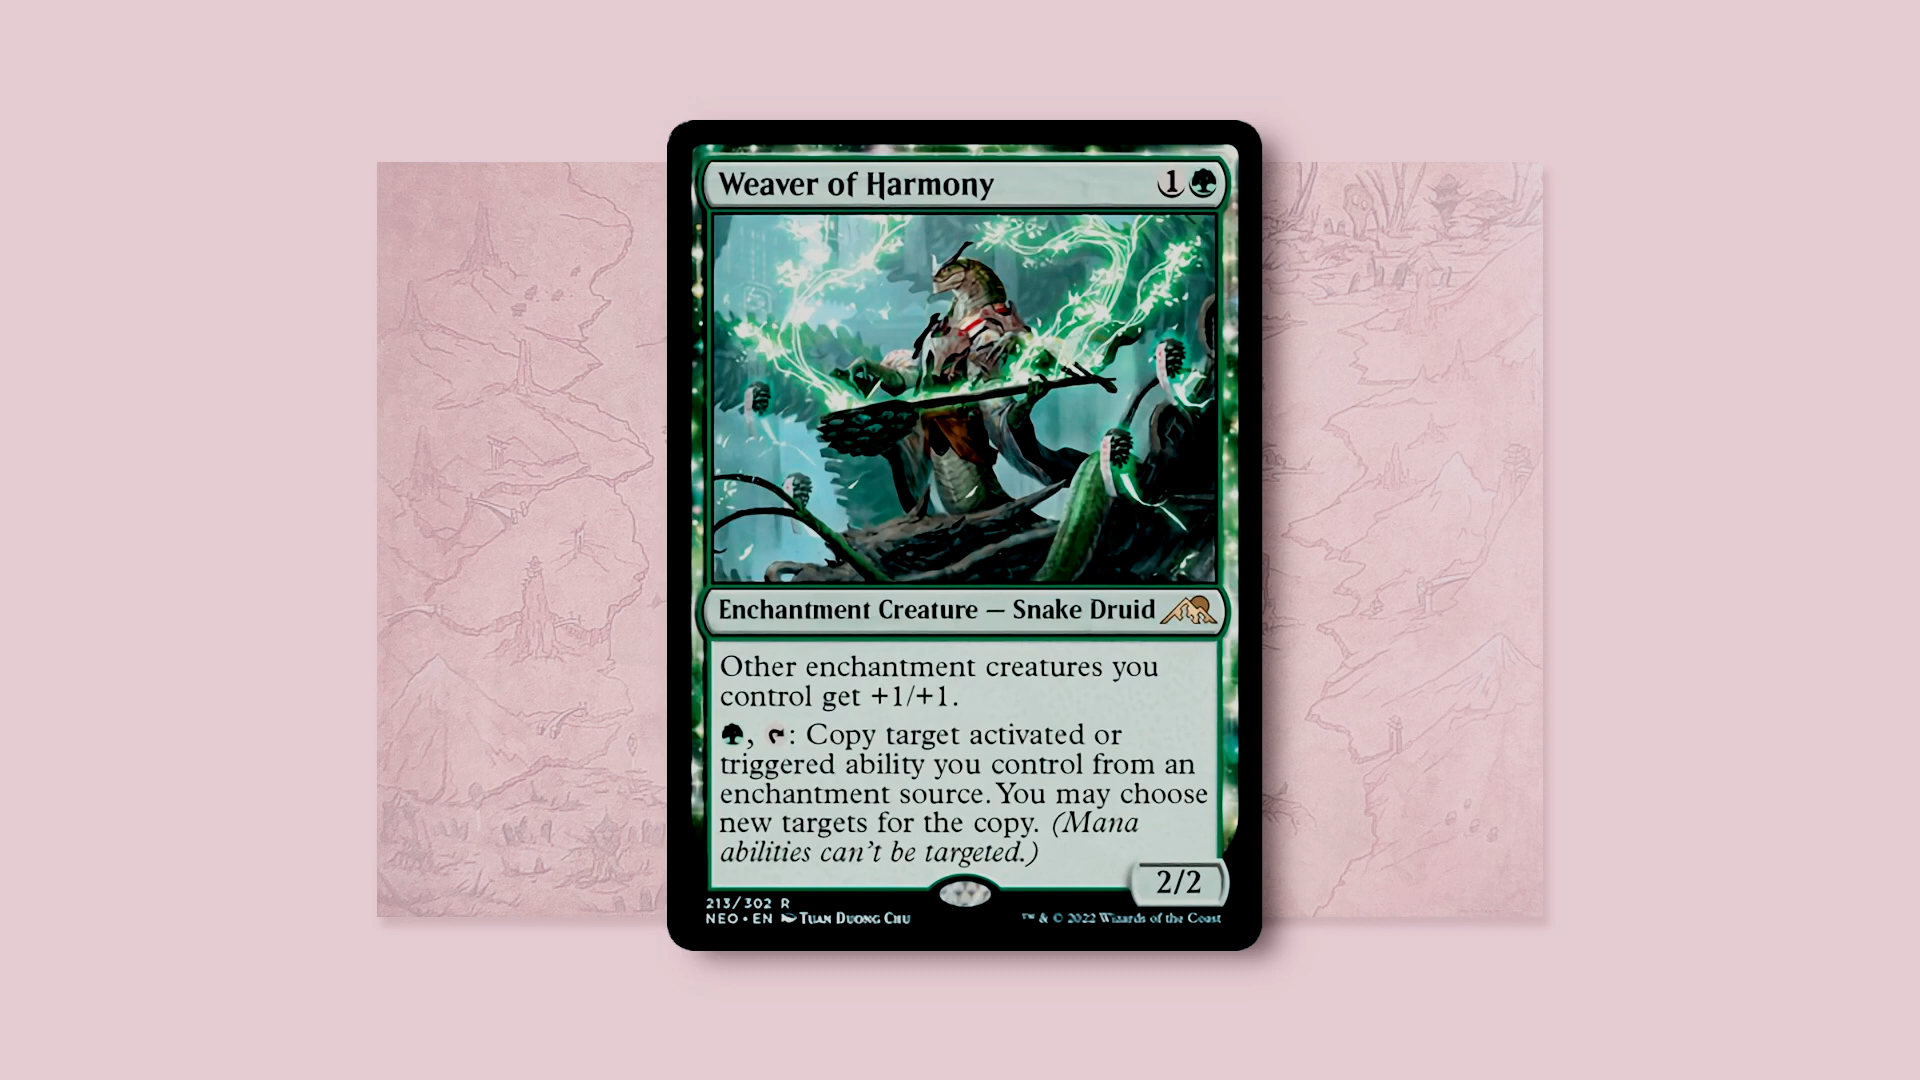 Weaver of Harmony 1
Enchantment Creature — Snake Druid
Other enchantment creatures you
control get +1/+1.
, : Copy target activated or
triggered ability you control from an
enchantment source. You may choose
new targets for the copy. (Mana
abilities can't be targeted.)
2/2
213/302 R
NEO • EN Tuan Duong Chu
™ & © 2022 Wizards of the Coast